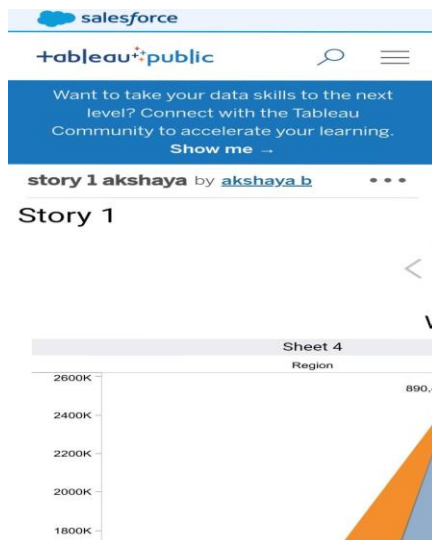 salesforce
+ableau public
Want to take your data skills to the next
level? Connect with the Tableau
Community to accelerate your learning.
Show me →
story 1 akshaya by akshaya b
Story 1
Sheet 4
Region
2600K
890,
2400K
2200K
2000K
1800K